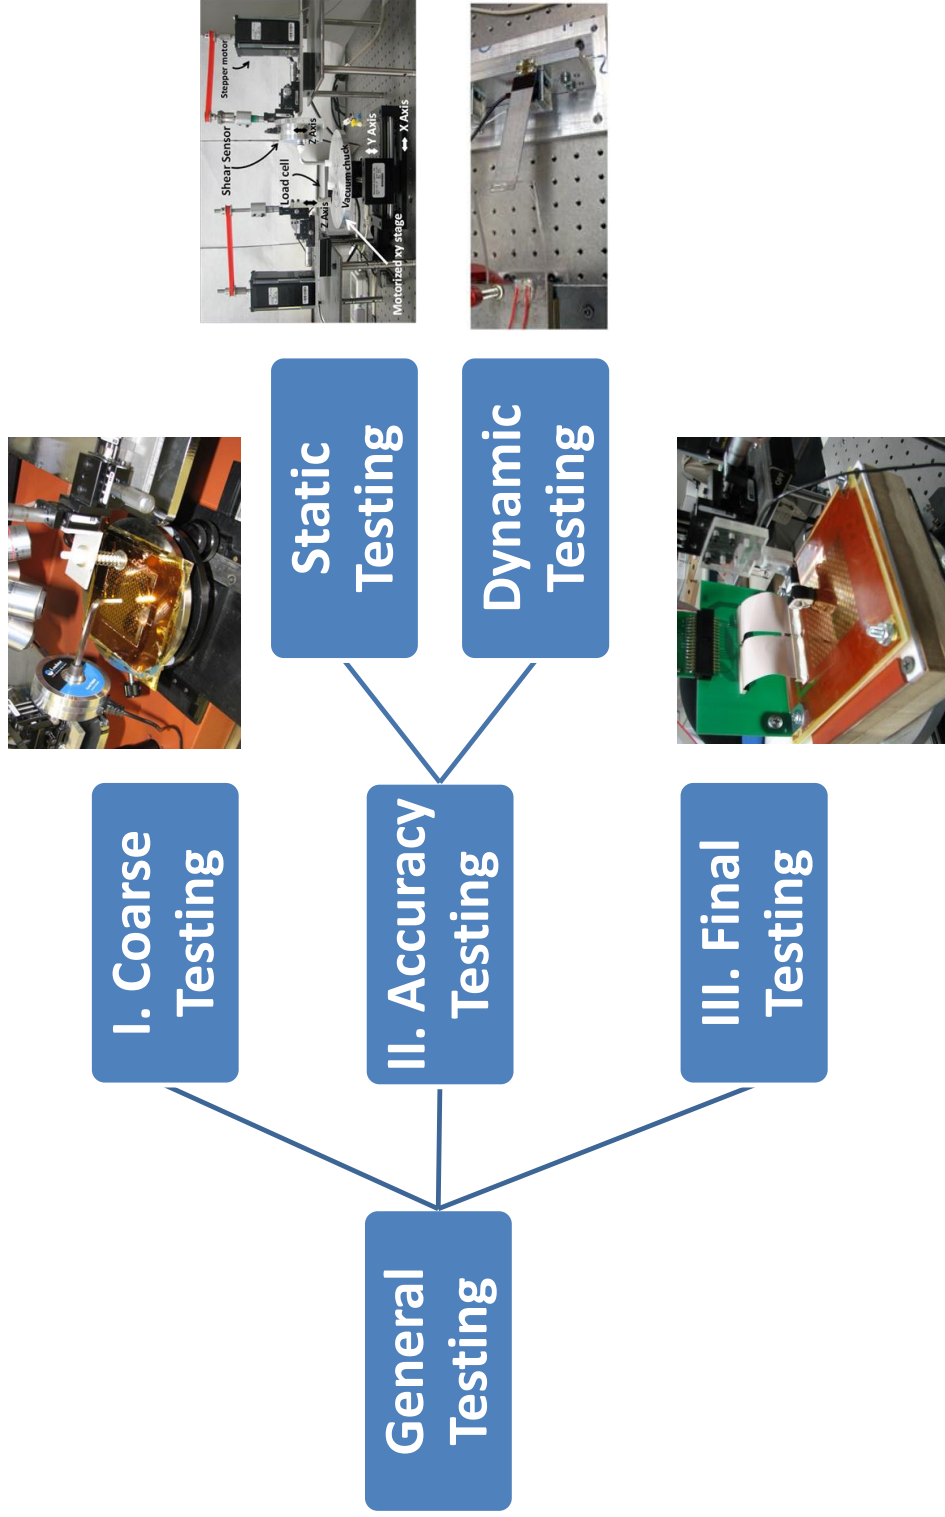 General
Testing
I. Coarse
Testing
II. Accuracy
Testing
III. Final
Testing
Static
Testing
Dynamic
Testing
Stepper motor
Shear Sensor
Load cell
Z Axis
Z Axis
Vacuum chuck
Y Axis
X Axis
Motorized xy stage